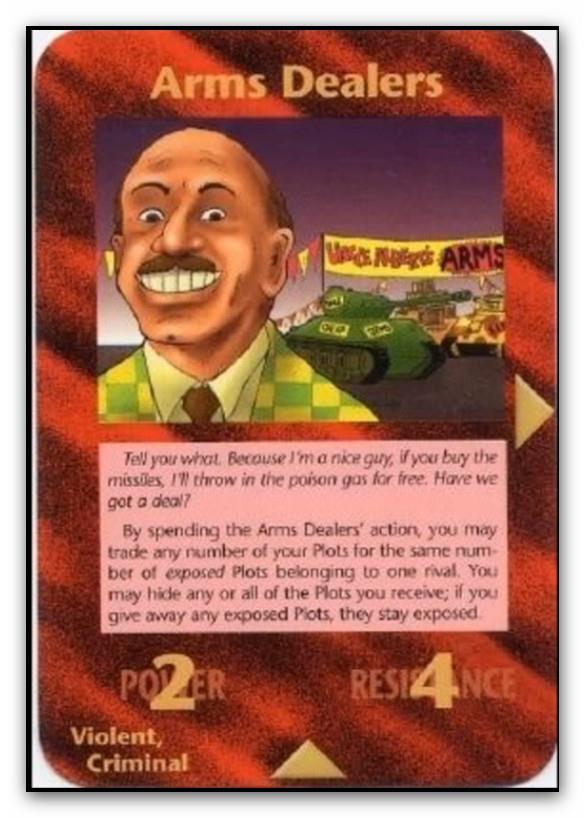 Arms Dealers
ARMS
Tell you what. Because I'm a nice guy, if you buy the
missiles, I'll throw in the poison gas for free. Have we
got a deal?
By spending the Arms Dealers' action, you may
trade any number of your Plots for the same num-
ber of exposed Plots belonging to one rival. You
may hide any or all of the Plots you receive; if you
give away any exposed Plots, they stay exposed.
POWER 2 RESISTANCE 4
Violent,
Criminal